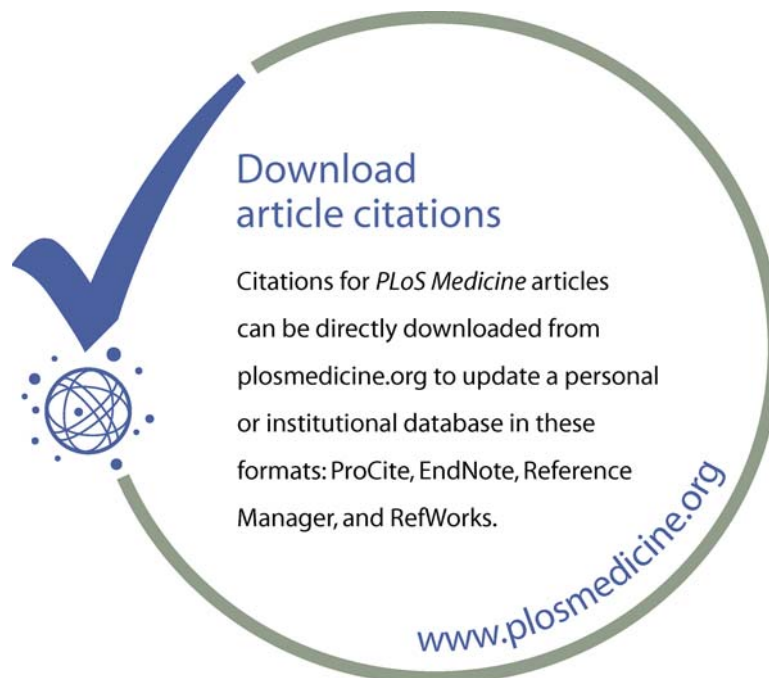 Download
article citations
Citations for PLoS Medicine articles
can be directly downloaded from
plosmedicine.org to update a personal
or institutional database in these
formats: ProCite, EndNote, Reference
Manager, and RefWorks.
www.plosmedicine.org